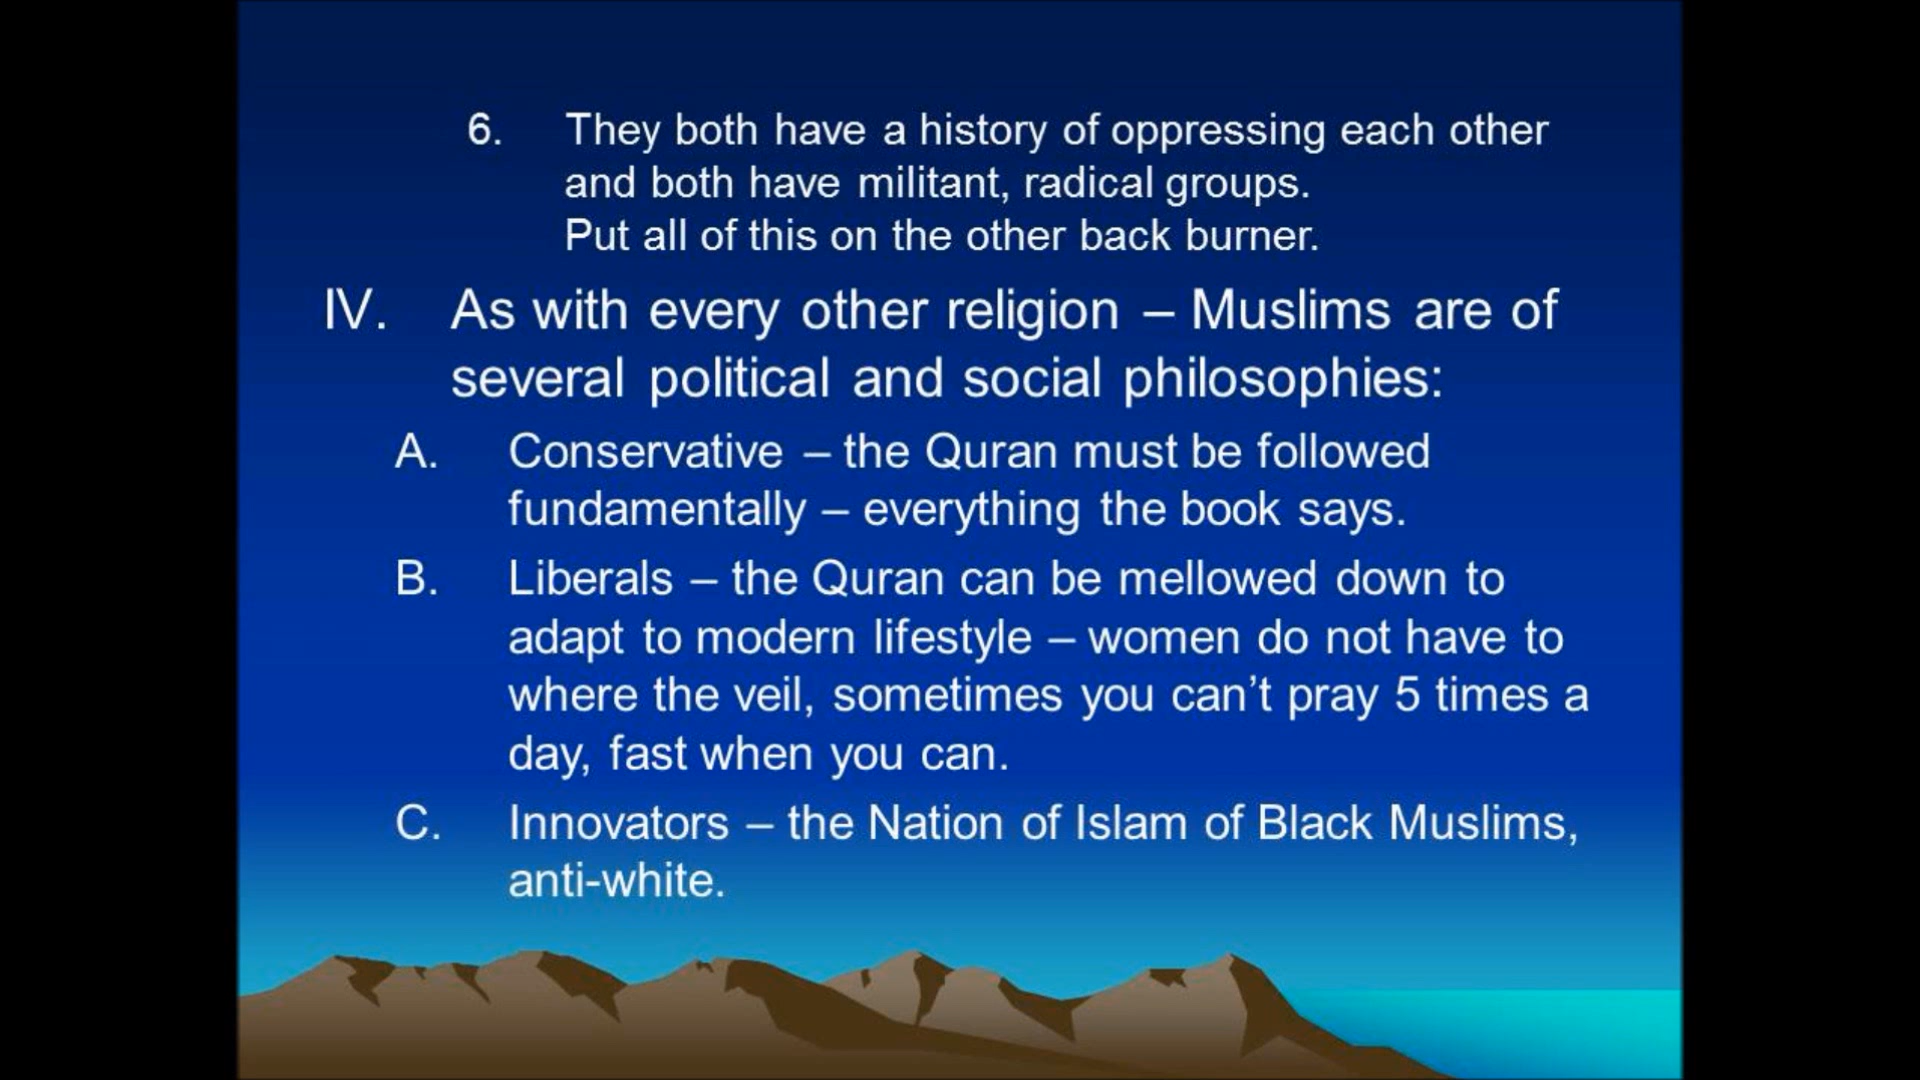 6. They both have a history of oppressing each other
and both have militant, radical groups.
Put all of this on the other back burner.
IV. As with every other religion – Muslims are of
several political and social philosophies:
A. Conservative – the Quran must be followed
fundamentally – everything the book says.
B. Liberals – the Quran can be mellowed down to
adapt to modern lifestyle – women do not have to
where the veil, sometimes you can't pray 5 times a
day, fast when you can.
C. Innovators – the Nation of Islam of Black Muslims,
anti-white.